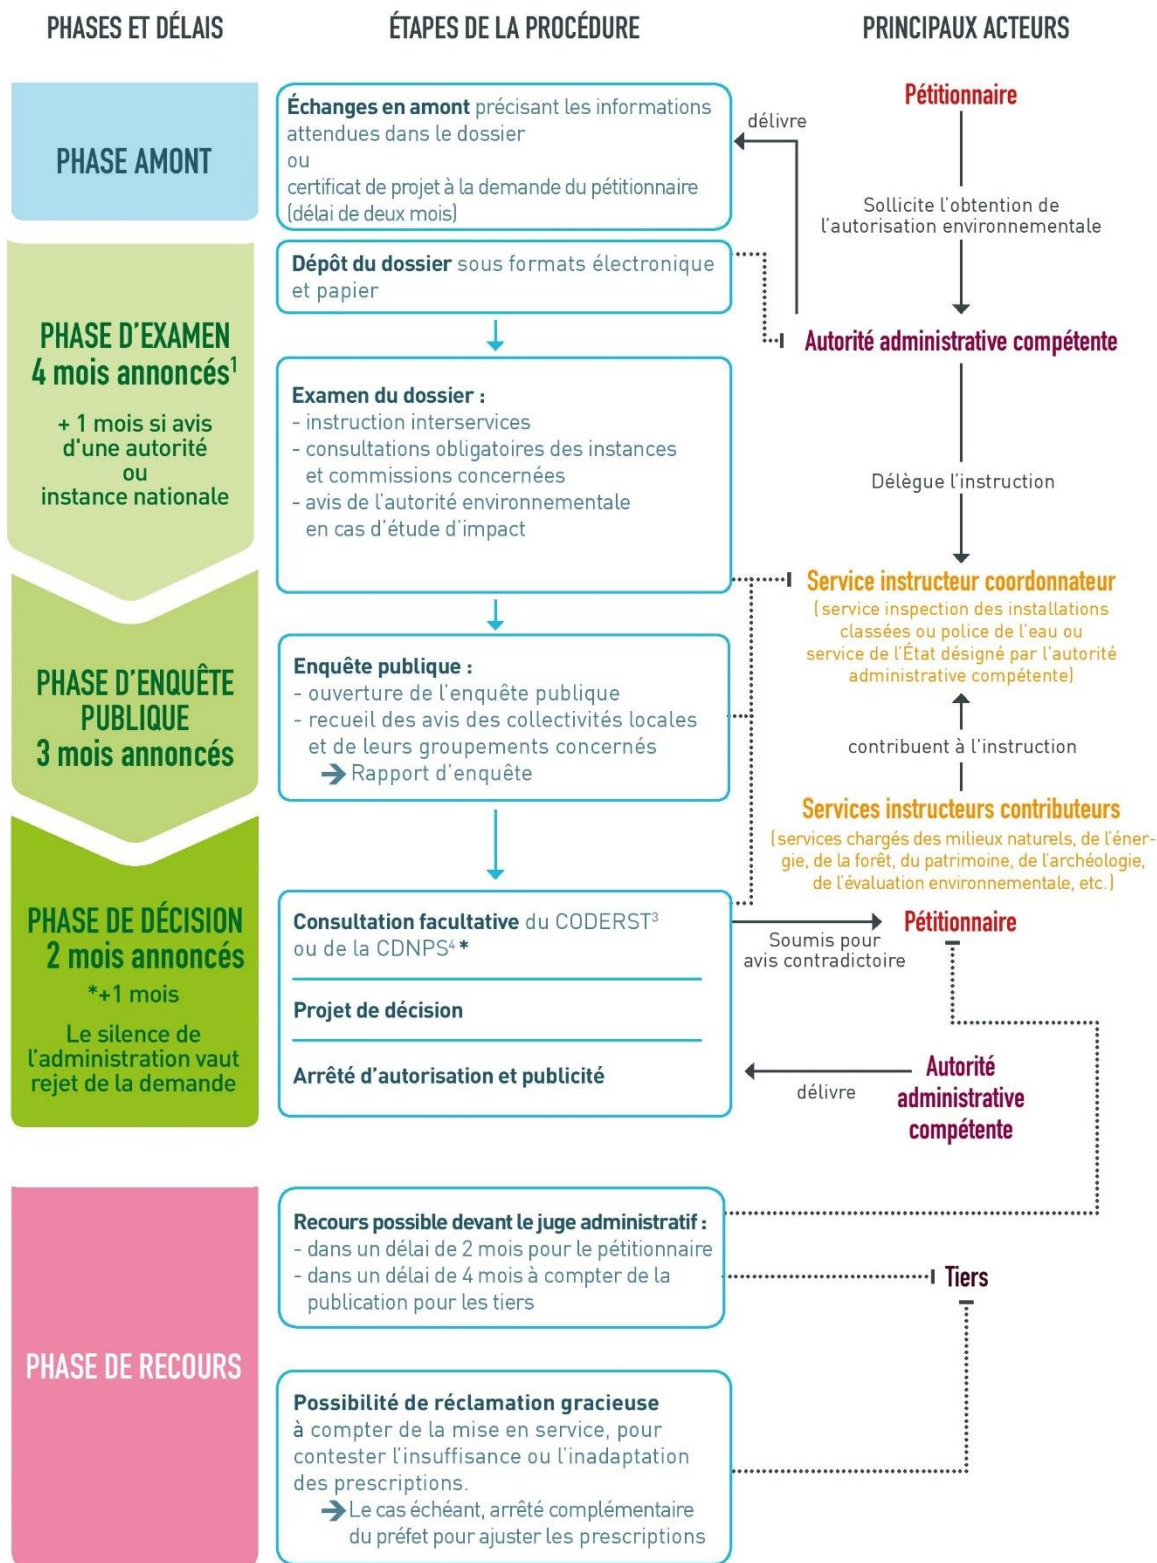 PHASES ET DÉLAIS
ÉTAPES DE LA PROCÉDURE
PRINCIPAUX ACTEURS
PHASE AMONT
Échanges en amont précisant les informations
attendues dans le dossier
ou
certificat de projet à la demande du pétitionnaire
(délai de deux mois)
délivre
Pétitionnaire
Sollicite l’obtention de
l’autorisation environnementale
PHASE D’EXAMEN
4 mois annoncés¹
+ 1 mois si avis
d'une autorité
ou
instance nationale
Dépôt du dossier sous formats électronique
et papier
Autorité administrative compétente
Examen du dossier :
- instruction interservices
- consultations obligatoires des instances
et commissions concernées
- avis de l’autorité environnementale
en cas d’étude d’impact
Délègue l’instruction
Service instructeur coordonnateur
(service inspection des installations
classées ou police de l’eau ou
service de l’État désigné par l’autorité
administrative compétente)
PHASE D’ENQUÊTE
PUBLIQUE
3 mois annoncés
Enquête publique :
- ouverture de l’enquête publique
- recueil des avis des collectivités locales
et de leurs groupements concernés
➔ Rapport d’enquête
contribuent à l'instruction
Services instructeurs contributeurs
(services chargés des milieux naturels, de l’éner-
gie, de la forêt, du patrimoine, de l’archéologie,
de l’évaluation environnementale, etc.)
PHASE DE DÉCISION
2 mois annoncés
*+1 mois
Le silence de
l’administration vaut
rejet de la demande
Consultation facultative du CODERST³
ou de la CDNPS⁴ *
Projet de décision
Arrêté d’autorisation et publicité
Pétitionnaire
Soumis pour
avis contradictoire
délivre
Autorité
administrative
compétente
PHASE DE RECOURS
Recours possible devant le juge administratif :
- dans un délai de 2 mois pour le pétitionnaire
- dans un délai de 4 mois à compter de la
publication pour les tiers
Tiers
Possibilité de réclamation gracieuse
à compter de la mise en service, pour
contester l’insuffisance ou l’inadaptation
des prescriptions.
➔ Le cas échéant, arrêté complémentaire
du préfet pour ajuster les prescriptions